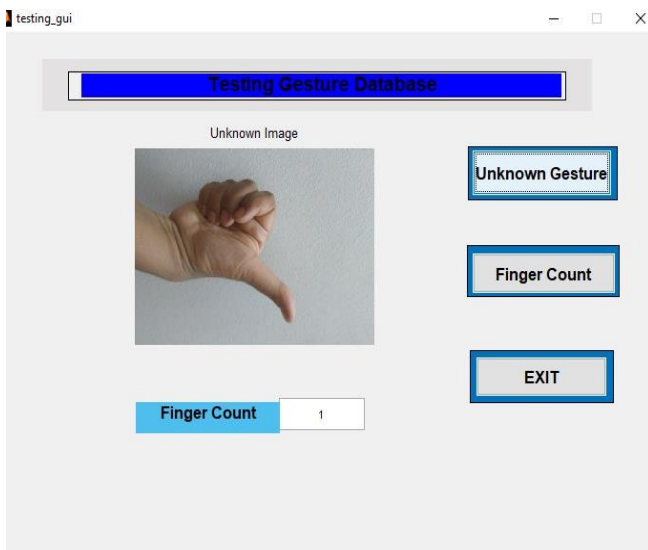 testing_gui
Testing Gesture Database
Unknown Image
Unknown Gesture
Finger Count
EXIT
Finger Count 1